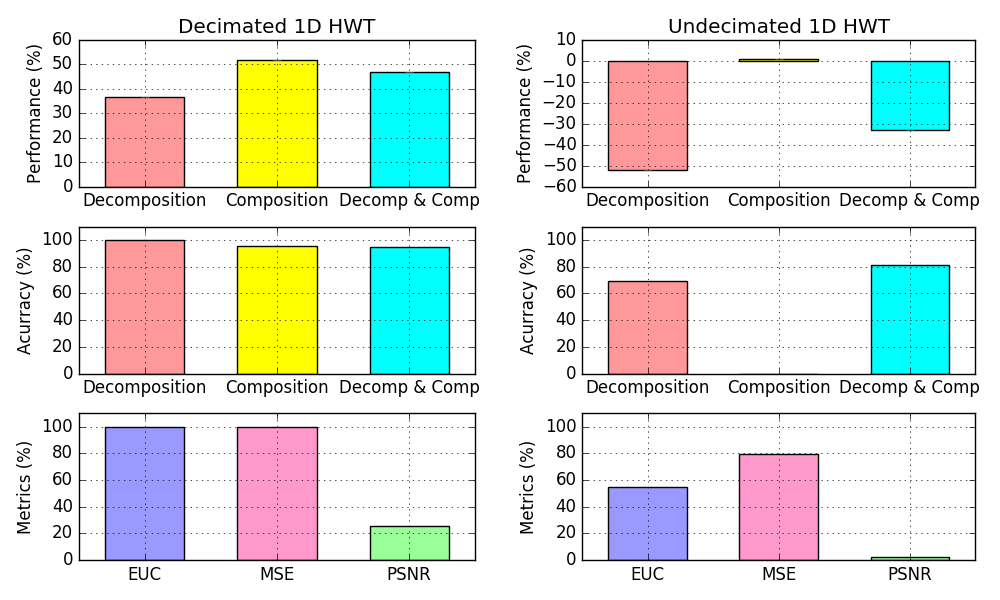 Decimated 1D HWT
Performance (%)
60
50
40
30
20
10
0
Decomposition Composition Decomp & Comp
Undecimated 1D HWT
Performance (%)
10
0
−10
−20
−30
−40
−50
−60
Decomposition Composition Decomp & Comp
Acurracy (%)
100
80
60
40
20
0
Decomposition Composition Decomp & Comp
Acurracy (%)
100
80
60
40
20
0
Decomposition Composition Decomp & Comp
Metrics (%)
100
80
60
40
20
0
EUC MSE PSNR
Metrics (%)
100
80
60
40
20
0
EUC MSE PSNR